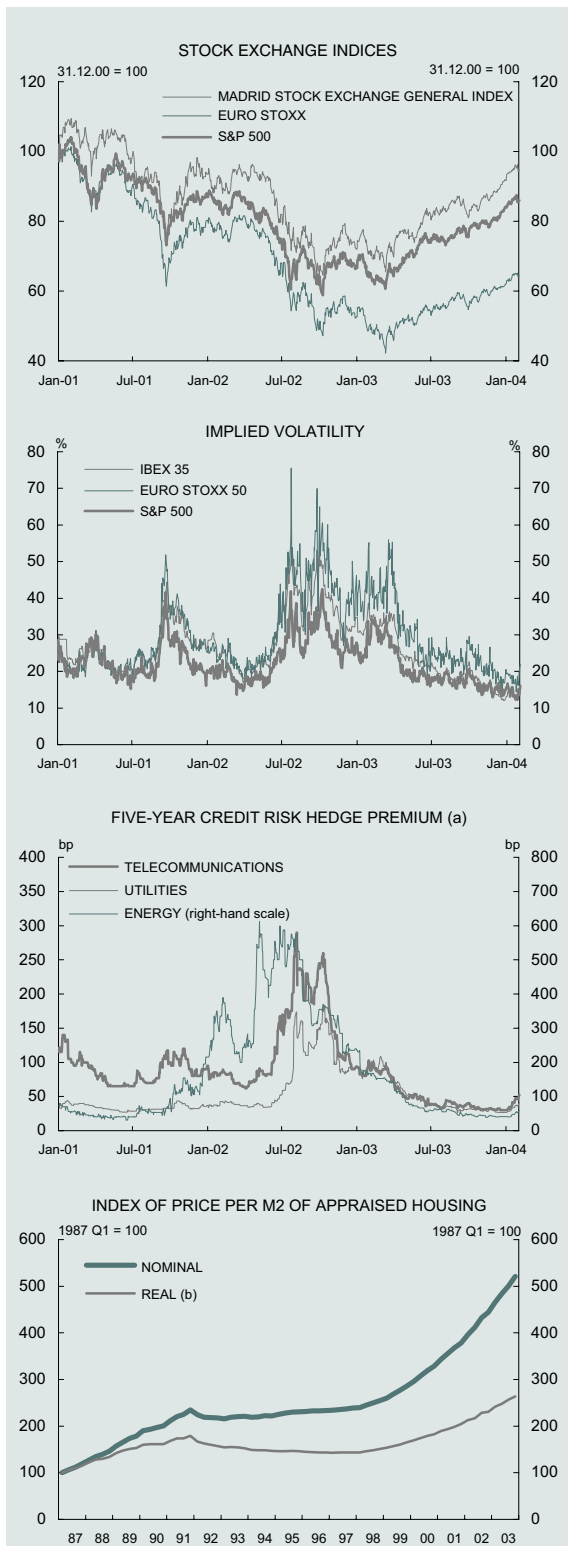 STOCK EXCHANGE INDICES
31.12.00 = 100 31.12.00 = 100
MADRID STOCK EXCHANGE GENERAL INDEX
EURO STOXX
S&P 500
120 120
100 100
80 80
60 60
40 40
Jan-01 Jul-01 Jan-02 Jul-02 Jan-03 Jul-03 Jan-04
IMPLIED VOLATILITY
% %
IBEX 35
EURO STOXX 50
S&P 500
80 80
70 70
60 60
50 50
40 40
30 30
20 20
10 10
0 0
Jan-01 Jul-01 Jan-02 Jul-02 Jan-03 Jul-03 Jan-04
FIVE-YEAR CREDIT RISK HEDGE PREMIUM (a)
bp bp
TELECOMMUNICATIONS
UTILITIES
ENERGY (right-hand scale)
400 800
350 700
300 600
250 500
200 400
150 300
100 200
50 100
0 0
Jan-01 Jul-01 Jan-02 Jul-02 Jan-03 Jul-03 Jan-04
INDEX OF PRICE PER M2 OF APPRAISED HOUSING
1987 Q1 = 100 1987 Q1 = 100
NOMINAL
REAL (b)
600 600
500 500
400 400
300 300
200 200
100 100
0 0
87 88 89 90 91 92 93 94 95 96 97 98 99 00 01 02 03